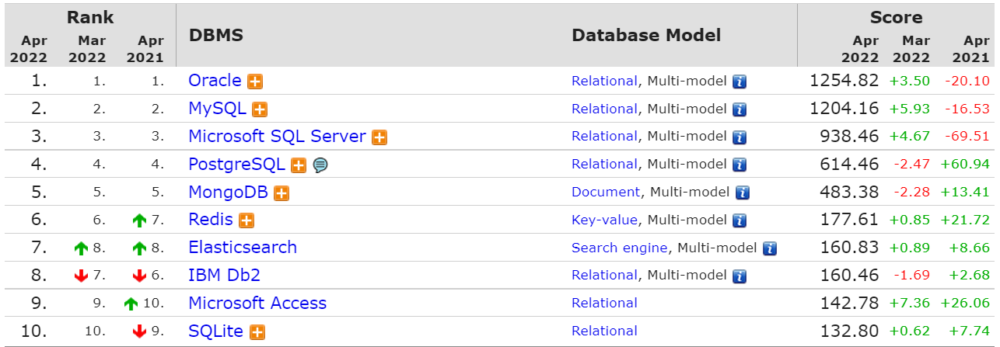 Rank DBMS Database Model Score
Apr 2022 Mar 2022 Apr 2021 Apr 2022 Mar 2022 Apr 2021
1. 1. 1. Oracle Relational, Multi-model 1254.82 +3.50 -20.10
2. 2. 2. MySQL Relational, Multi-model 1204.16 +5.93 -16.53
3. 3. 3. Microsoft SQL Server Relational, Multi-model 938.46 +4.67 -69.51
4. 4. 4. PostgreSQL Relational, Multi-model 614.46 -2.47 +60.94
5. 5. 5. MongoDB Document, Multi-model 483.38 -2.28 +13.41
6. 6. 7. Redis Key-value, Multi-model 177.61 +0.85 +21.72
7. 8. 8. Elasticsearch Search engine, Multi-model 160.83 +0.89 +8.66
8. 7. 6. IBM Db2 Relational, Multi-model 160.46 -1.69 +2.68
9. 9. 10. Microsoft Access Relational 142.78 +7.36 +26.06
10. 10. 9. SQLite Relational 132.80 +0.62 +7.74